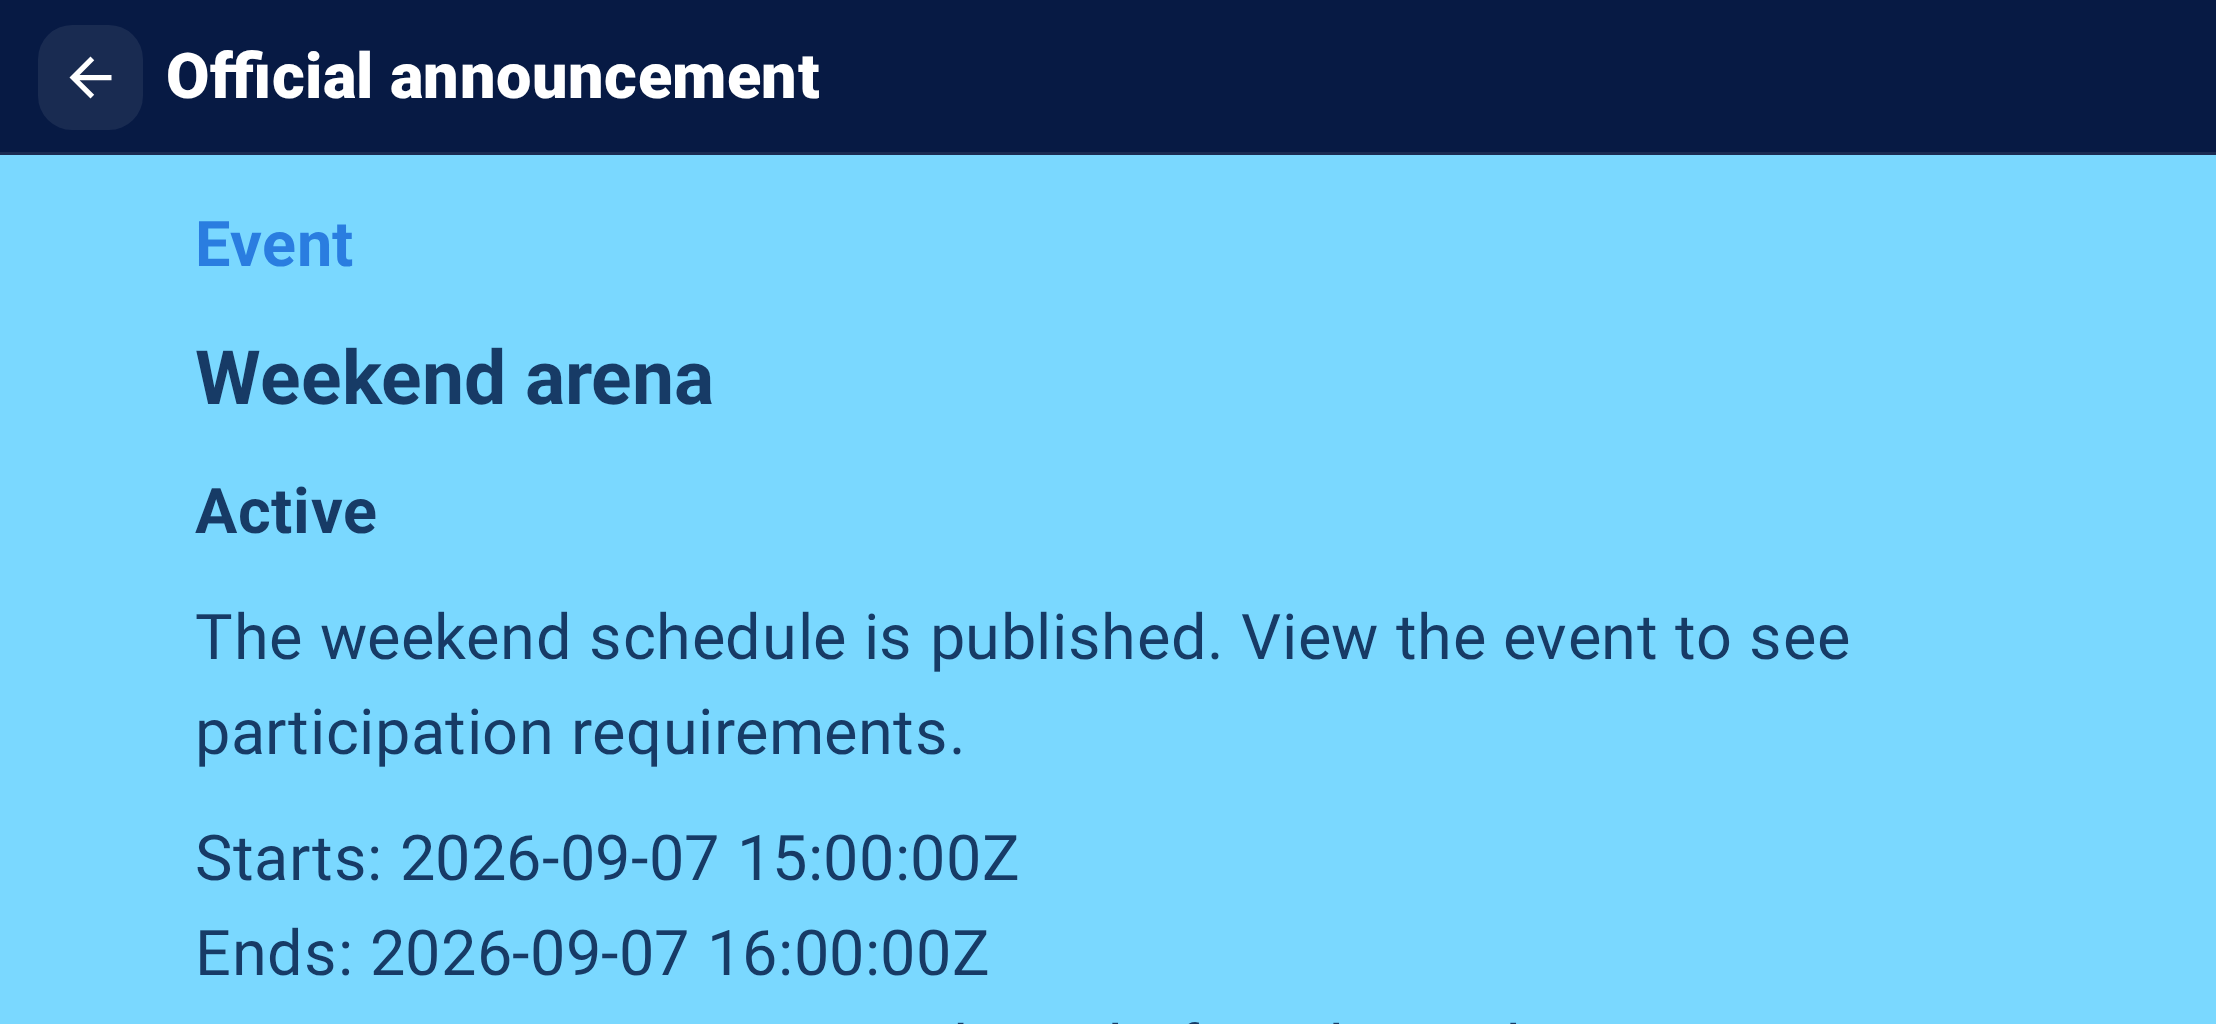 Official announcement
Event
Weekend arena
Active
The weekend schedule is published. View the event to see
participation requirements.
Starts: 2026-09-07 15:00:00Z
Ends: 2026-09-07 16:00:00Z